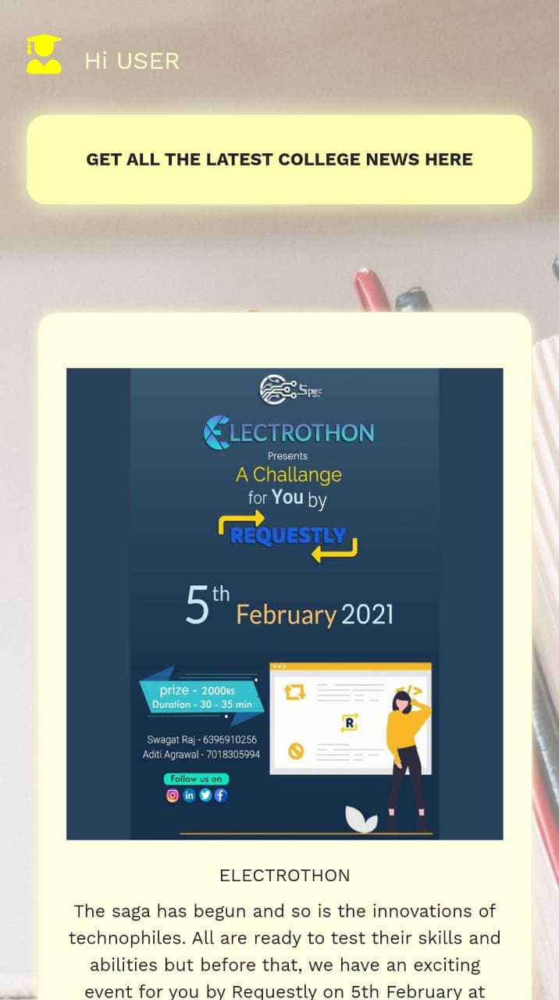 Hi USER
GET ALL THE LATEST COLLEGE NEWS HERE
Spec
ELECTROTHON
Presents
A Challange
for You by
REQUESTLY
5th February 2021
prize - 2000RS
Duration - 30 - 35 min
</>
R
Swagat Raj - 6396910256
Aditi Agrawal - 7018305994
Follow us on
in
ELECTROTHON
The saga has begun and so is the innovations of
technophiles. All are ready to test their skills and
abilities but before that, we have an exciting
event for you by Requestly on 5th February at